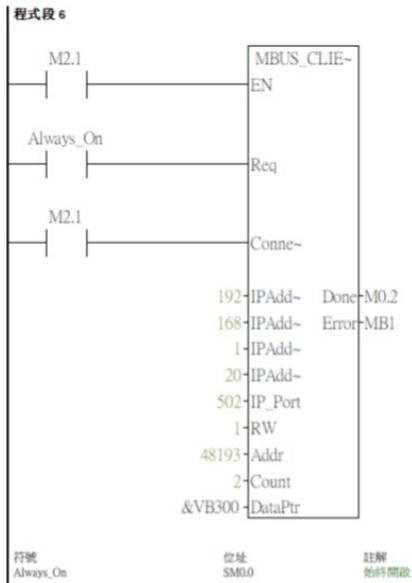 程式段 6
M2.1
MBUS_CLIE~
EN
Always_On
Req
M2.1
Conne~
192 IPAdd~ Done M0.2
168 IPAdd~ Error MB1
1 IPAdd~
20 IPAdd~
502 IP_Port
1 RW
48193 Addr
2 Count
&VB300 DataPtr
符號 位址 註解
Always_On SM0.0 始終開啟